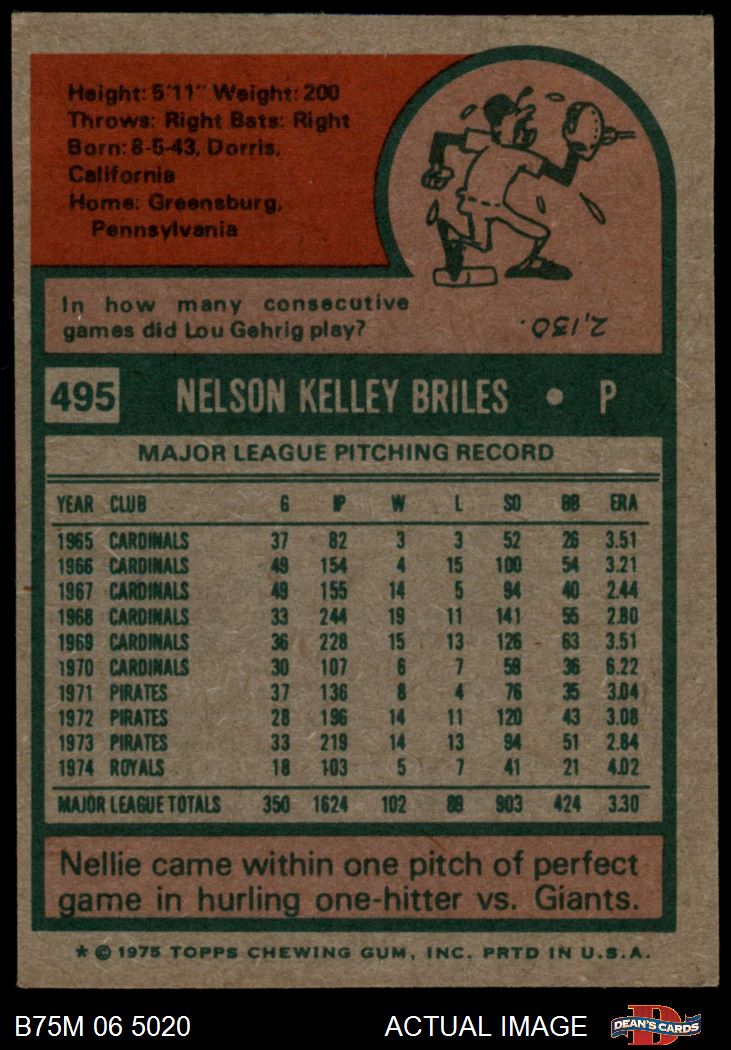 Height: 5'11" Weight: 200
Throws: Right Bats: Right
Born: 8-5-43, Dorris,
California
Home: Greensburg,
Pennsylvania
In how many consecutive
games did Lou Gehrig play?
2,130.
495 NELSON KELLEY BRILES • P
MAJOR LEAGUE PITCHING RECORD
YEAR CLUB G IP W L SO BB ERA
1965 CARDINALS 37 82 3 3 52 26 3.51
1966 CARDINALS 49 154 4 15 100 54 3.21
1967 CARDINALS 49 155 14 5 94 40 2.44
1968 CARDINALS 33 244 19 11 141 55 2.80
1969 CARDINALS 36 228 15 13 126 63 3.51
1970 CARDINALS 30 107 6 7 59 36 6.22
1971 PIRATES 37 136 8 4 76 35 3.04
1972 PIRATES 28 196 14 11 120 43 3.08
1973 PIRATES 33 219 14 13 94 51 2.84
1974 ROYALS 18 103 5 7 41 21 4.02
MAJOR LEAGUE TOTALS 350 1624 102 89 903 424 3.30
Nellie came within one pitch of perfect
game in hurling one-hitter vs. Giants.
* © 1975 TOPPS CHEWING GUM, INC. PRTD IN U.S.A.
B75M 06 5020 ACTUAL IMAGE DEAN'S CARDS